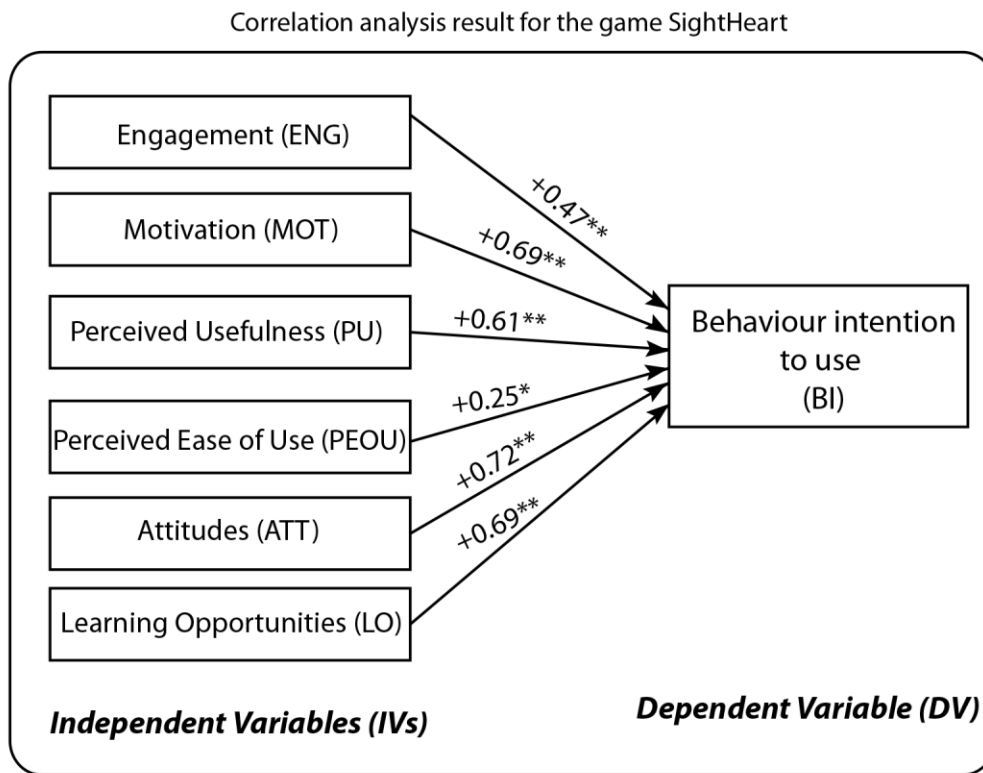 Correlation analysis result for the game SightHeart
Engagement (ENG)
+0.47**
Motivation (MOT)
+0.69**
Perceived Usefulness (PU)
+0.61**
Perceived Ease of Use (PEOU)
+0.25*
Attitudes (ATT)
+0.72**
Learning Opportunities (LO)
+0.69**
Behaviour intention
to use
(BI)
Independent Variables (IVs)
Dependent Variable (DV)